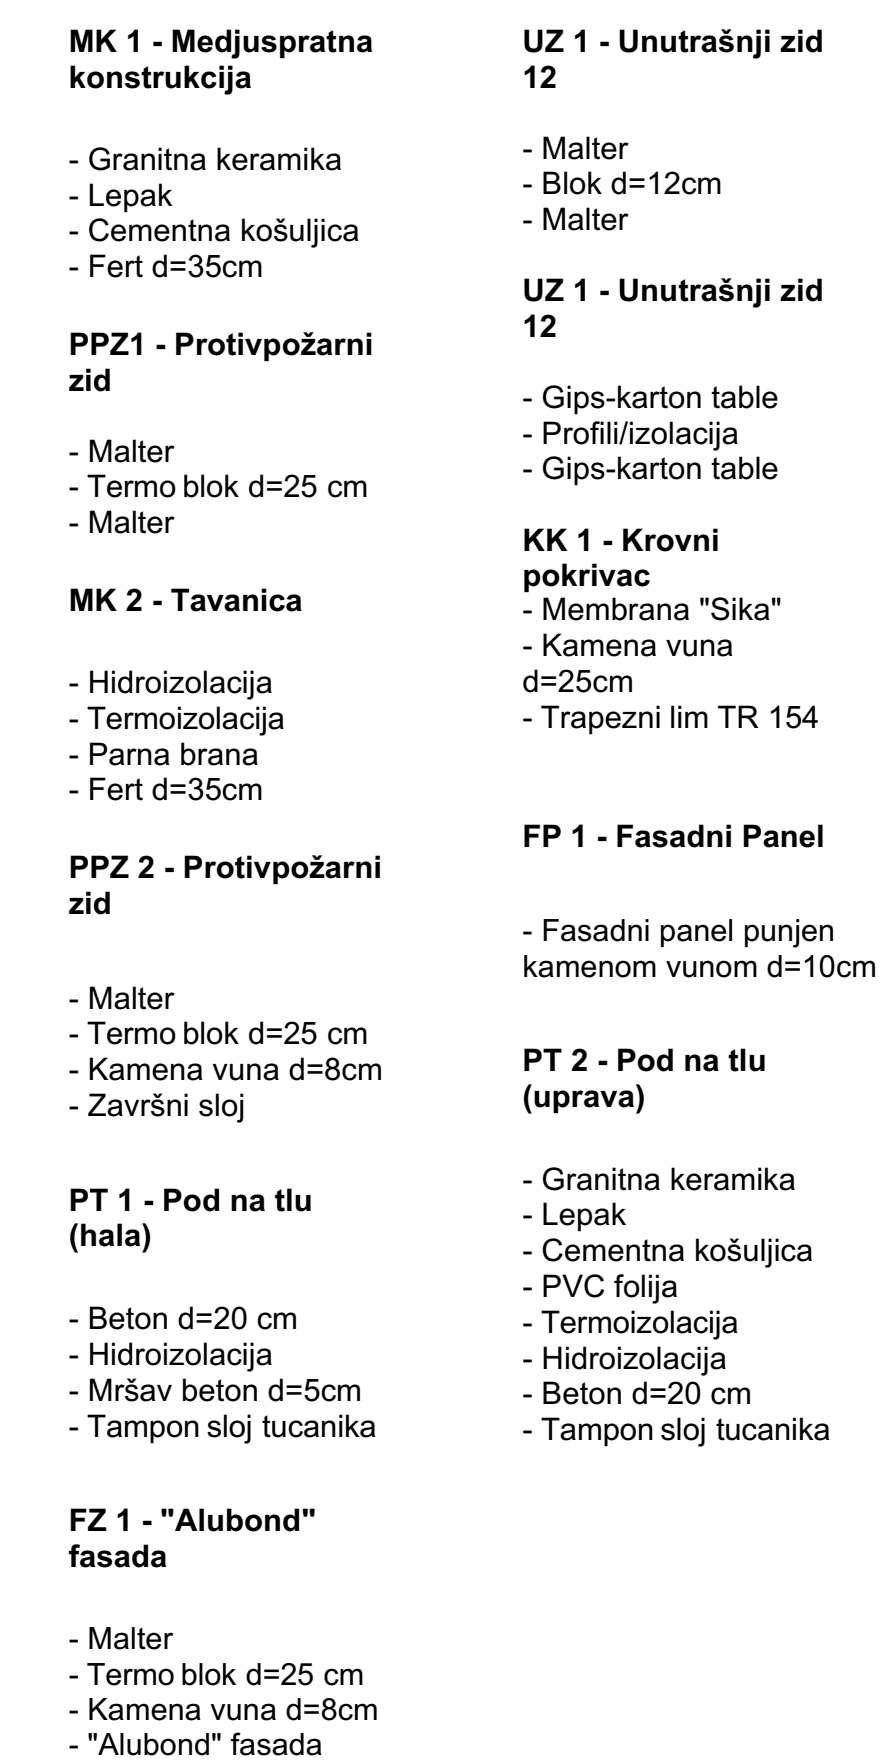 MK 1 - Medjuspratna
konstrukcija
- Granitna keramika
- Lepak
- Cementna košuljica
- Fert d=35cm
PPZ1 - Protivpožarni
zid
- Malter
- Termo blok d=25 cm
- Malter
MK 2 - Tavanica
- Hidroizolacija
- Termoizolacija
- Parna brana
- Fert d=35cm
PPZ 2 - Protivpožarni
zid
- Malter
- Termo blok d=25 cm
- Kamena vuna d=8cm
- Završni sloj
PT 1 - Pod na tlu
(hala)
- Beton d=20 cm
- Hidroizolacija
- Mršav beton d=5cm
- Tampon sloj tucanika
FZ 1 - "Alubond"
fasada
- Malter
- Termo blok d=25 cm
- Kamena vuna d=8cm
- "Alubond" fasada
UZ 1 - Unutrašnji zid
12
- Malter
- Blok d=12cm
- Malter
UZ 1 - Unutrašnji zid
12
- Gips-karton table
- Profili/izolacija
- Gips-karton table
KK 1 - Krovni
pokrivac
- Membrana "Sika"
- Kamena vuna
d=25cm
- Trapezni lim TR 154
FP 1 - Fasadni Panel
- Fasadni panel punjen
kamenom vunom d=10cm
PT 2 - Pod na tlu
(uprava)
- Granitna keramika
- Lepak
- Cementna košuljica
- PVC folija
- Termoizolacija
- Hidroizolacija
- Beton d=20 cm
- Tampon sloj tucanika